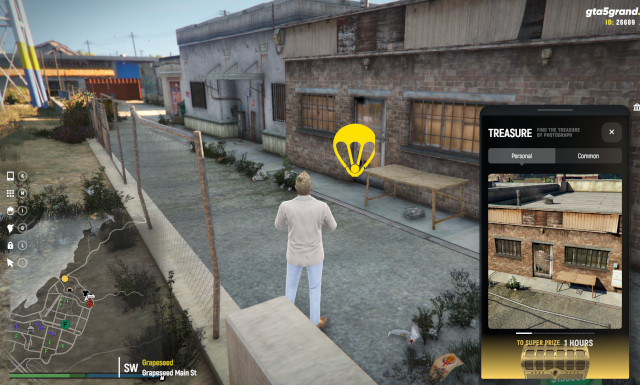 gta5grand.
ID: 26689
TREASURE
FIND THE TREASURE
BY PHOTOGRAPH
Personal
Common
TO SUPER PRIZE 1 HOURS
SW
Grapeseed
Grapeseed Main St